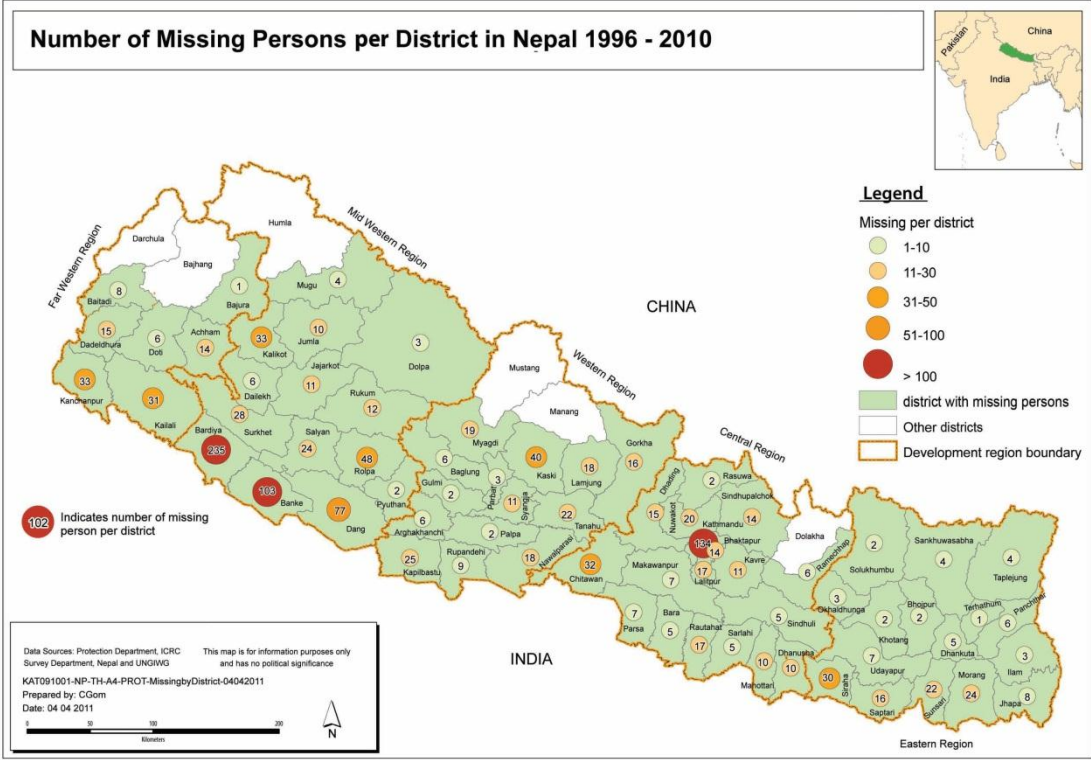 Number of Missing Persons per District in Nepal 1996 - 2010
Pakistan
China
India
Legend
Missing per district
1-10
11-30
31-50
51-100
> 100
district with missing persons
Other districts
Development region boundary
Far Western Region
Mid Western Region
Western Region
Central Region
Eastern Region
CHINA
INDIA
Darchula
Bajhang
Humla
8
Baitadi
1
Bajura
Mugu
4
15
Dadeldhura
6
Doti
Achham
14
33
Kalikot
10
Jumla
3
Dolpa
33
Kanchanpur
31
Kailali
6
Dailekh
Jajarkot
11
Rukum
12
28
Surkhet
Bardiya
235
Salyan
24
48
Rolpa
103
Banke
77
Dang
2
Pyuthan
Mustang
Manang
19
Myagdi
6
Baglung
40
Kaski
18
Lamjung
Gorkha
16
Gulmi
2
3
Parbat
11
Syangja
22
Tanahu
6
Arghakhanchi
2
Palpa
25
Kapilbastu
Rupandehi
9
18
Nawalparasi
32
Chitawan
Dhading
15
Nuwakot
20
2
Rasuwa
Sindhupalchok
14
Kathmandu
134
Bhaktapur
14
17
Lalitpur
11
Kavre
Dolakha
Ramechhap
6
Makawanpur
7
7
Parsa
Bara
5
Rautahat
17
Sarlahi
5
5
Sindhuli
10
Mahottari
Dhanusha
10
2
Solukhumbu
Sankhuwasabha
4
4
Taplejung
3
Okhaldhunga
2
Khotang
Bhojpur
2
Terhathum
1
Panchthar
6
5
Dhankuta
7
Udayapur
3
Ilam
30
Siraha
16
Saptari
22
Sunsari
Morang
24
8
Jhapa
102
Indicates number of missing
person per district
Data Sources: Protection Department, ICRC
Survey Department, Nepal and UNGIWG
This map is for information purposes only
and has no political significance
KAT091001-NP-TH-A4-PROT-MissingbyDistrict-04042011
Prepared by: CGom
Date: 04 04 2011
0 50 100 200
Kilometers
N